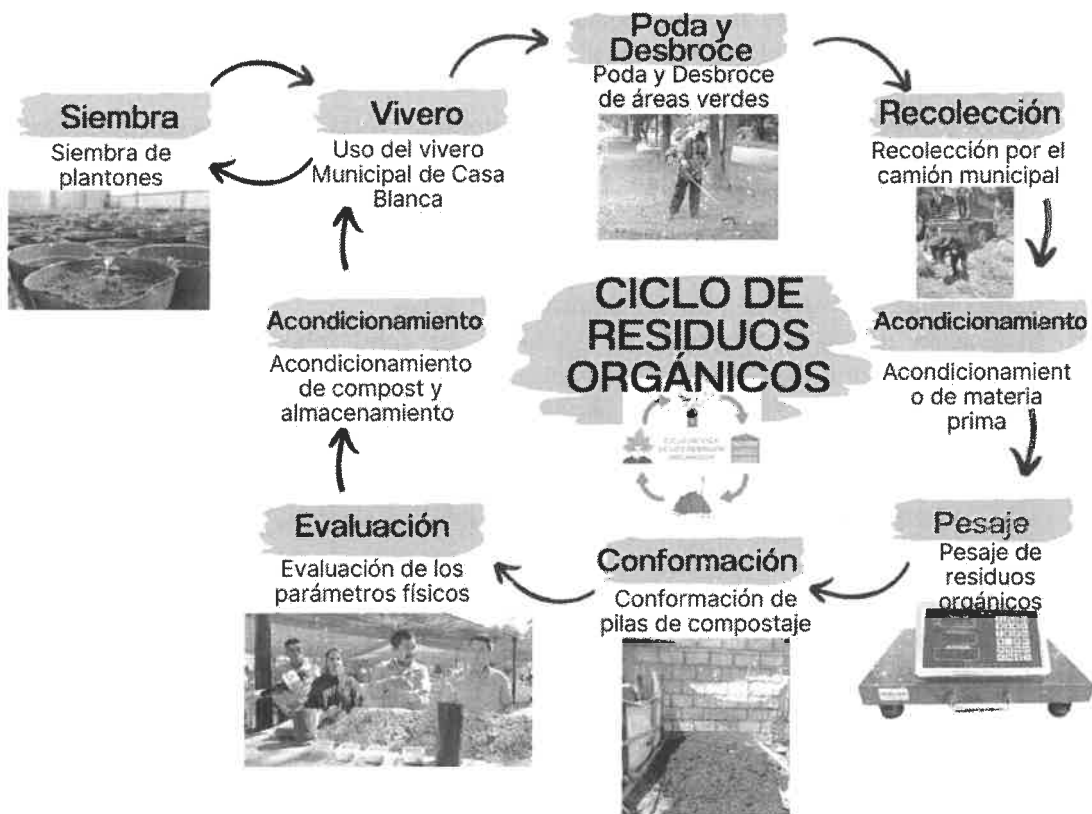 CICLO DE
RESIDUOS
ORGÁNICOS
Siembra
Siembra de
plantones
Vivero
Uso del vivero
Municipal de Casa
Blanca
Poda y
Desbroce
Poda y Desbroce
de áreas verdes
Recolección
Recolección por el
camión municipal
Acondicionamiento
Acondicionamient
o de materia
prima
Pesaje
Pesaje de
residuos
orgánicos
Conformación
Conformación de
pilas de compostaje
Evaluación
Evaluación de los
parámetros físicos
Acondicionamiento
Acondicionamiento
de compost y
almacenamiento